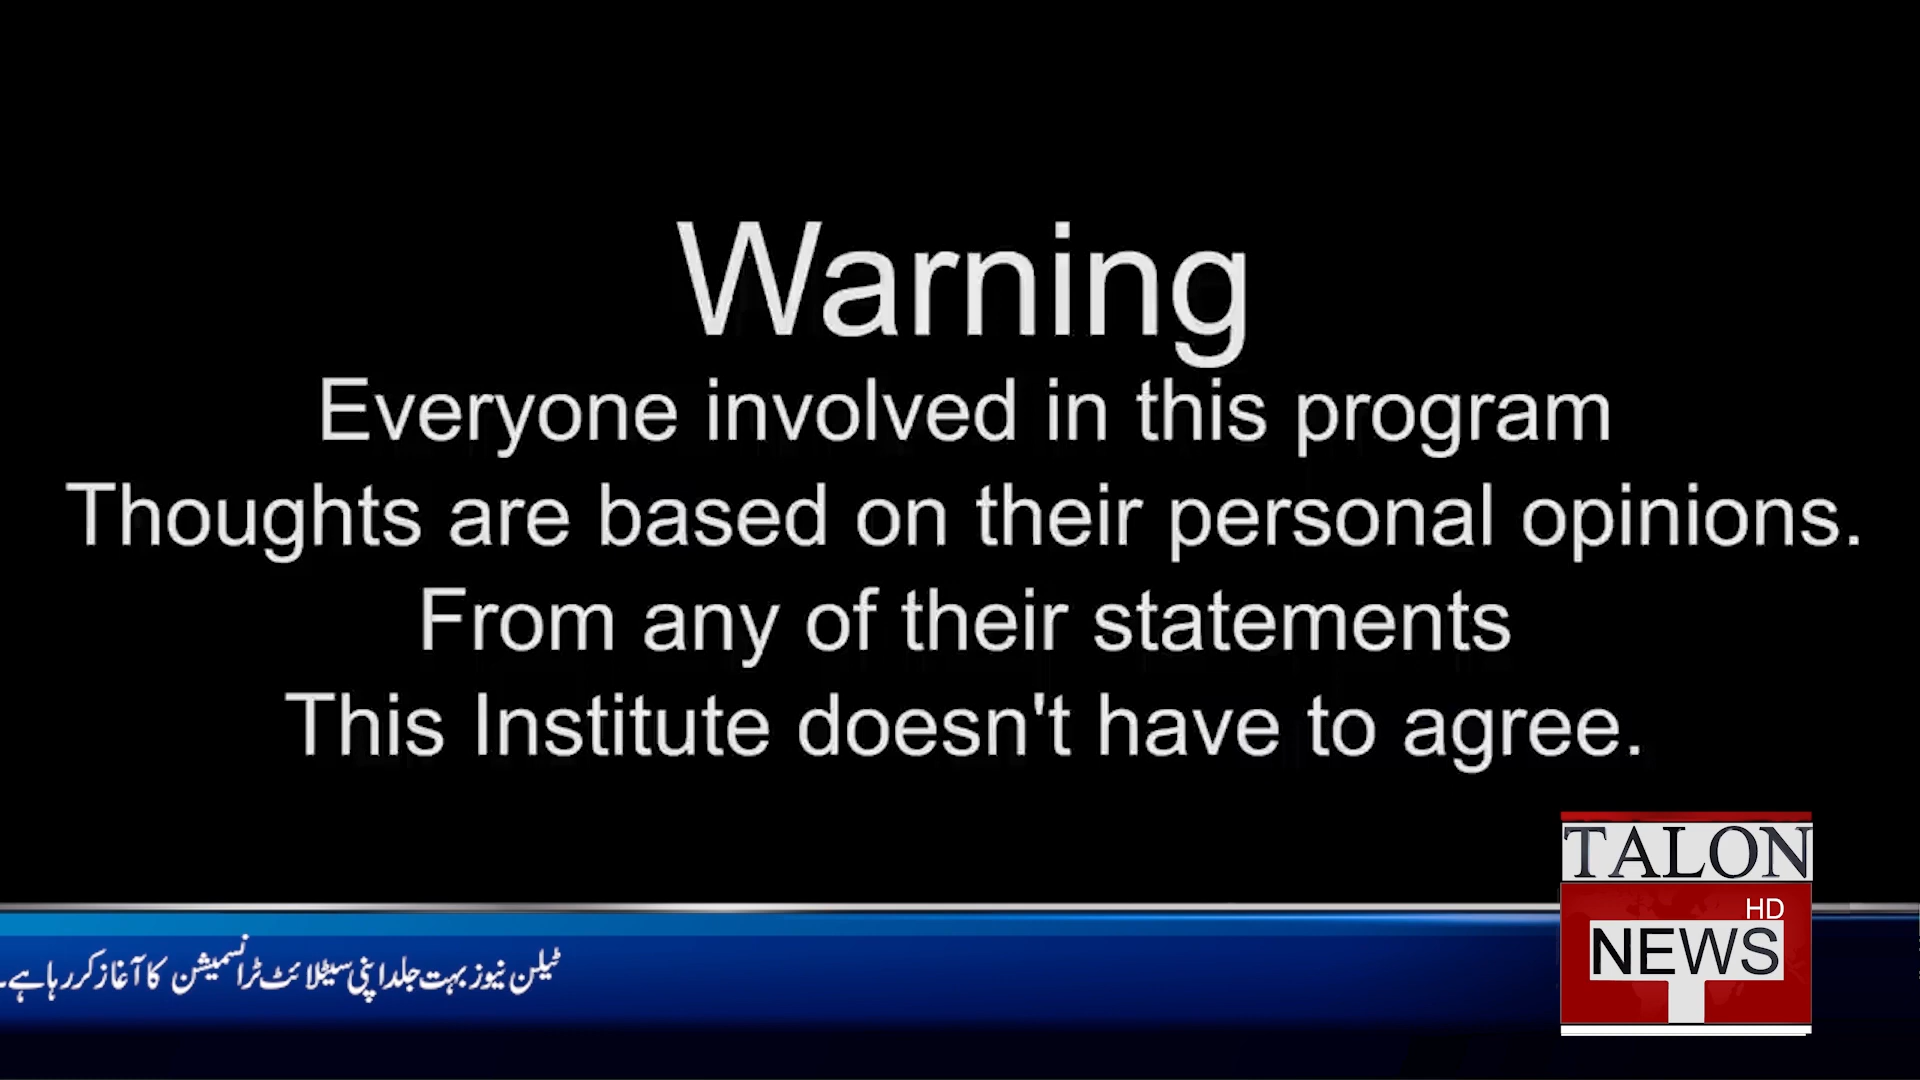 Warning
Everyone involved in this program
Thoughts are based on their personal opinions.
From any of their statements
This Institute doesn't have to agree.
TALON
HD
NEWS
ٹیلن نیوز بہت جلد اپنی سیٹلائٹ ٹرانسمیشن کا آغاز کر رہا ہے۔